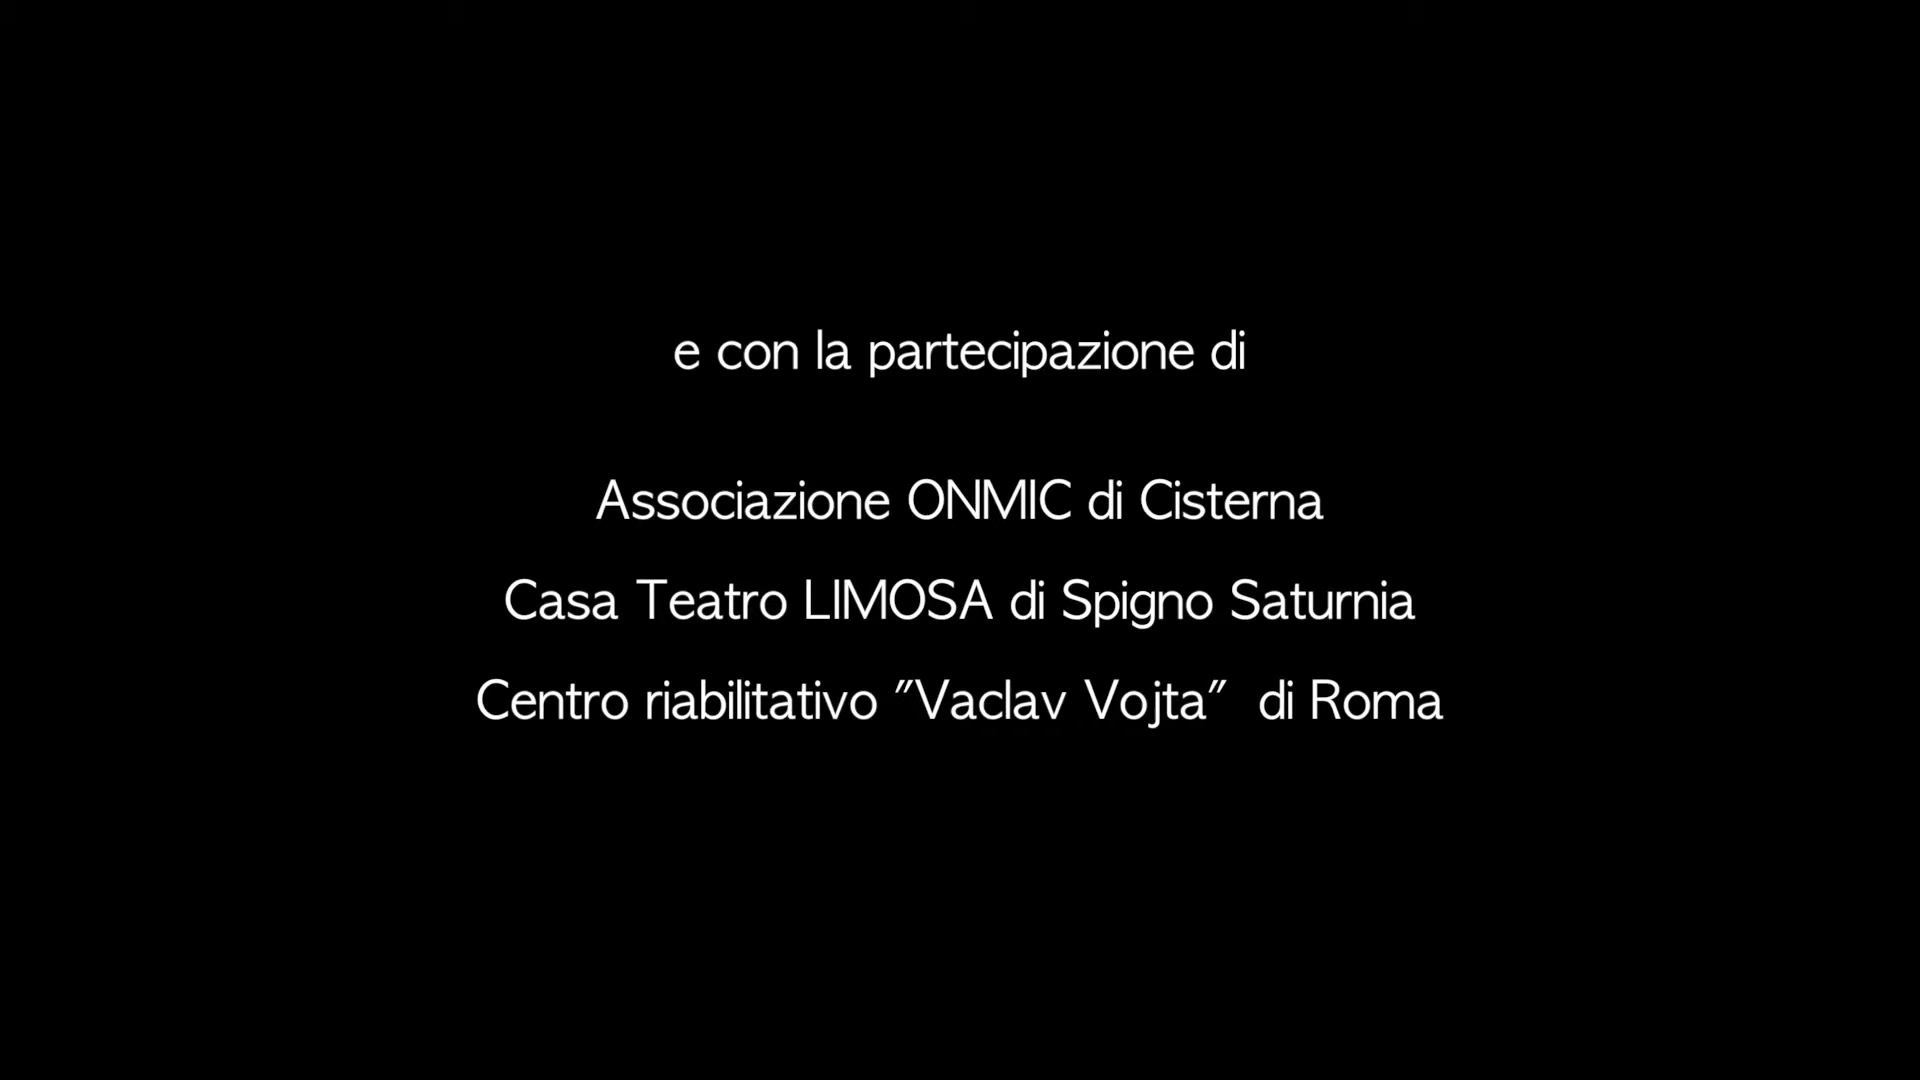 e con la partecipazione di
Associazione ONMIC di Cisterna
Casa Teatro LIMOSA di Spigno Saturnia
Centro riabilitativo "Vaclav Vojta"  di Roma